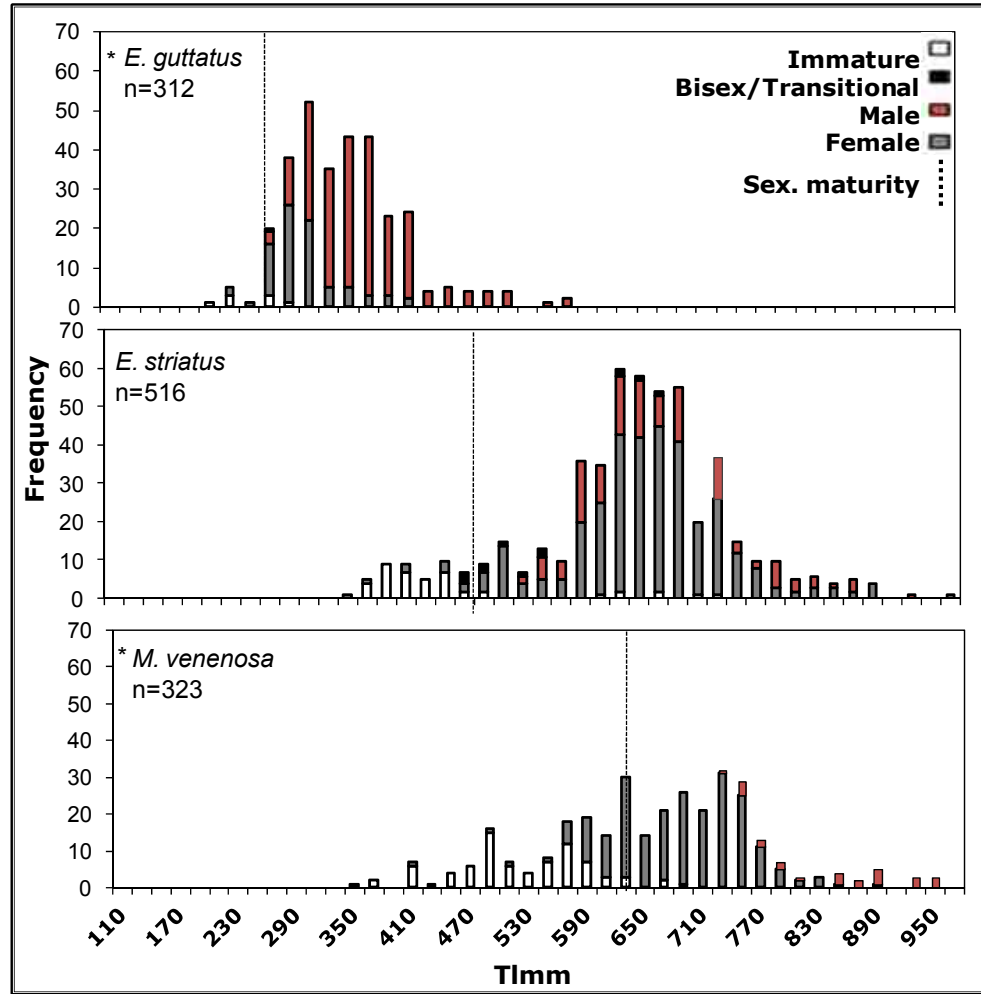 70
60
50
40
30
20
10
0
* E. guttatus
n=312
Immature
Bisex/Transitional
Male
Female
Sex. maturity
Frequency
70
60
50
40
30
20
10
0
E. striatus
n=516
70
60
50
40
30
20
10
0
* M. venenosa
n=323
110 170 230 290 350 410 470 530 590 650 710 770 830 890 950
Tlmm